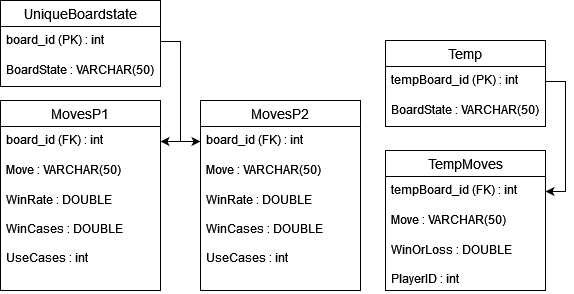 UniqueBoardstate
board_id (PK) : int
BoardState : VARCHAR(50)
MovesP1
board_id (FK) : int
Move : VARCHAR(50)
WinRate : DOUBLE
WinCases : DOUBLE
UseCases : int
MovesP2
board_id (FK) : int
Move : VARCHAR(50)
WinRate : DOUBLE
WinCases : DOUBLE
UseCases : int
Temp
tempBoard_id (PK) : int
BoardState : VARCHAR(50)
TempMoves
tempBoard_id (FK) : int
Move : VARCHAR(50)
WinOrLoss : DOUBLE
PlayerID : int